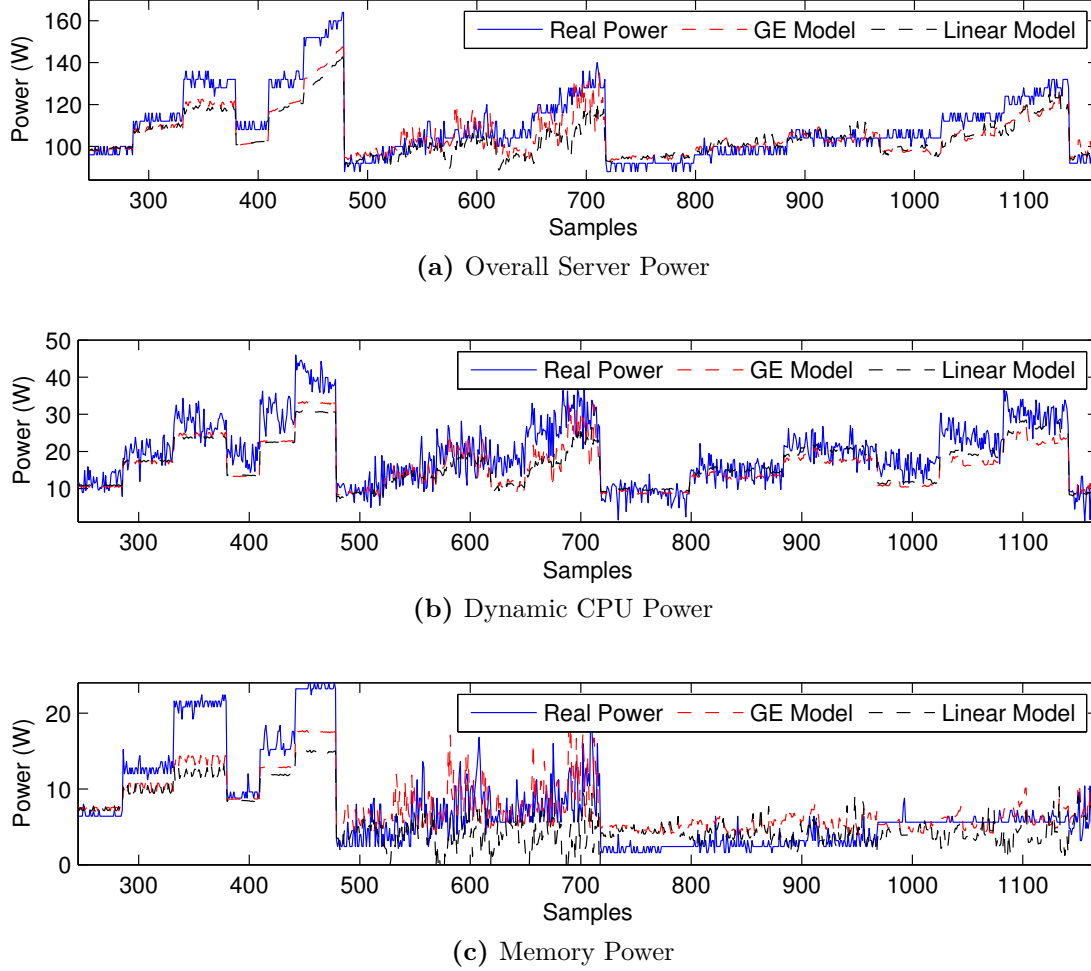 160
140
120
100
Power (W)
Real Power GE Model Linear Model
300 400 500 600 700 800 900 1000 1100
Samples
(a) Overall Server Power
50
40
30
20
10
Power (W)
Real Power GE Model Linear Model
300 400 500 600 700 800 900 1000 1100
Samples
(b) Dynamic CPU Power
20
10
0
Power (W)
Real Power GE Model Linear Model
300 400 500 600 700 800 900 1000 1100
Samples
(c) Memory Power